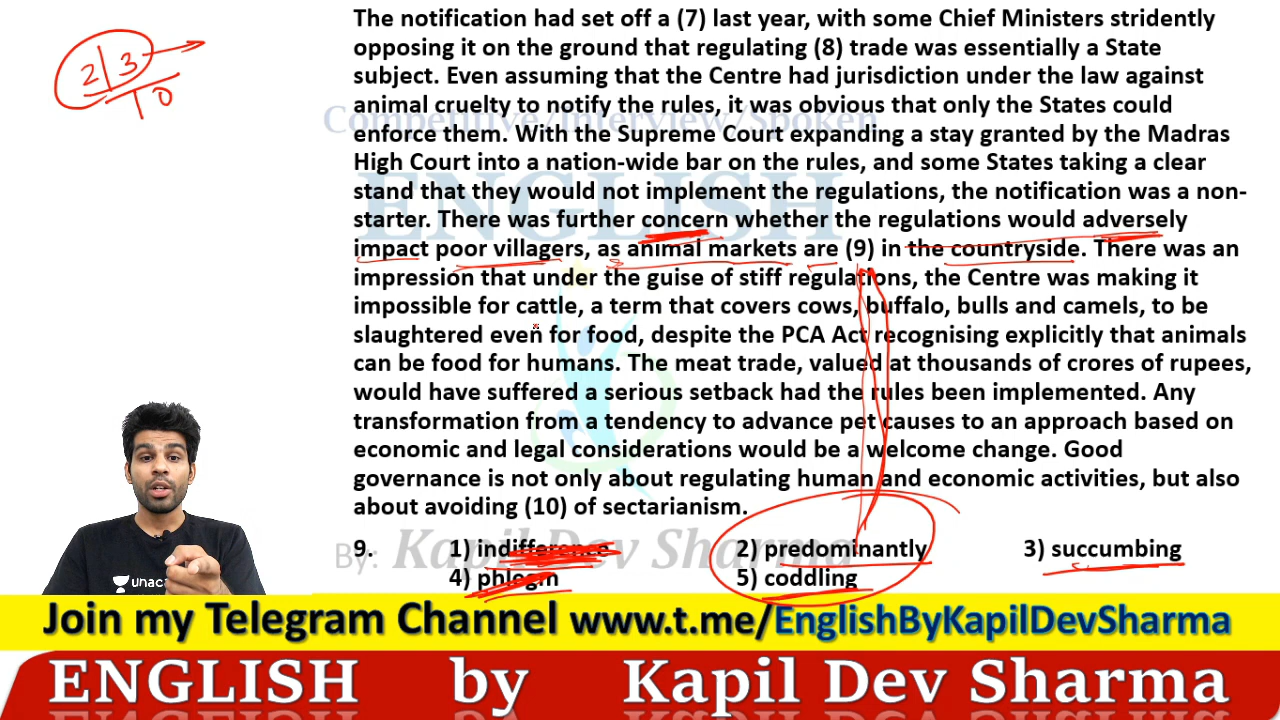 2 3
10
The notification had set off a (7) last year, with some Chief Ministers stridently
opposing it on the ground that regulating (8) trade was essentially a State
subject. Even assuming that the Centre had jurisdiction under the law against
animal cruelty to notify the rules, it was obvious that only the States could
enforce them. With the Supreme Court expanding a stay granted by the Madras
High Court into a nation-wide bar on the rules, and some States taking a clear
stand that they would not implement the regulations, the notification was a non-
starter. There was further concern whether the regulations would adversely
impact poor villagers, as animal markets are (9) in the countryside. There was an
impression that under the guise of stiff regulations, the Centre was making it
impossible for cattle, a term that covers cows, buffalo, bulls and camels, to be
slaughtered even for food, despite the PCA Act recognising explicitly that animals
can be food for humans. The meat trade, valued at thousands of crores of rupees,
would have suffered a serious setback had the rules been implemented. Any
transformation from a tendency to advance pet causes to an approach based on
economic and legal considerations would be a welcome change. Good
governance is not only about regulating human and economic activities, but also
about avoiding (10) of sectarianism.
Competitive/Interview/Spoken
ENGLISH
By: Kapil Dev Sharma
9. 1) indifference 2) predominantly 3) succumbing
4) phlegm 5) coddling
unaca
Join my Telegram Channel www.t.me/EnglishByKapilDevSharma
ENGLISH by Kapil Dev Sharma